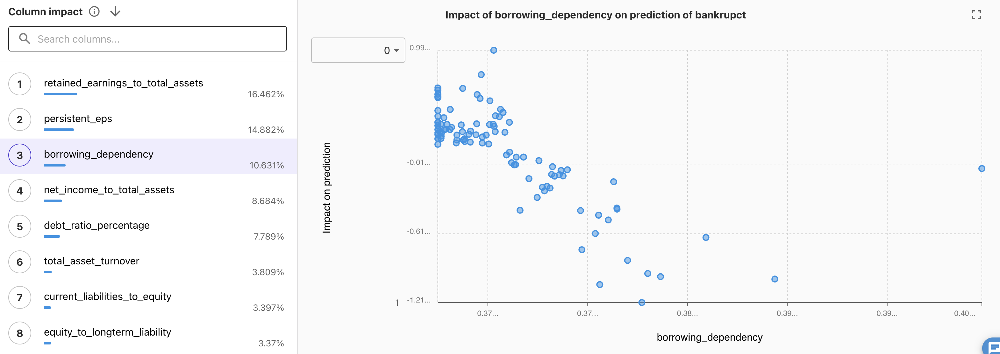 Column impact
Search columns...
1
retained_earnings_to_total_assets
16.462%
2
persistent_eps
14.882%
3
borrowing_dependency
10.631%
4
net_income_to_total_assets
8.684%
5
debt_ratio_percentage
7.789%
6
total_asset_turnover
3.809%
7
current_liabilities_to_equity
3.397%
8
equity_to_longterm_liability
3.37%
Impact of borrowing_dependency on prediction of bankrupct
0
0.99...
-0.01...
-0.61...
-1.21...
1
Impact on prediction
0.37...
0.37...
0.38...
0.39...
0.39...
0.40...
borrowing_dependency